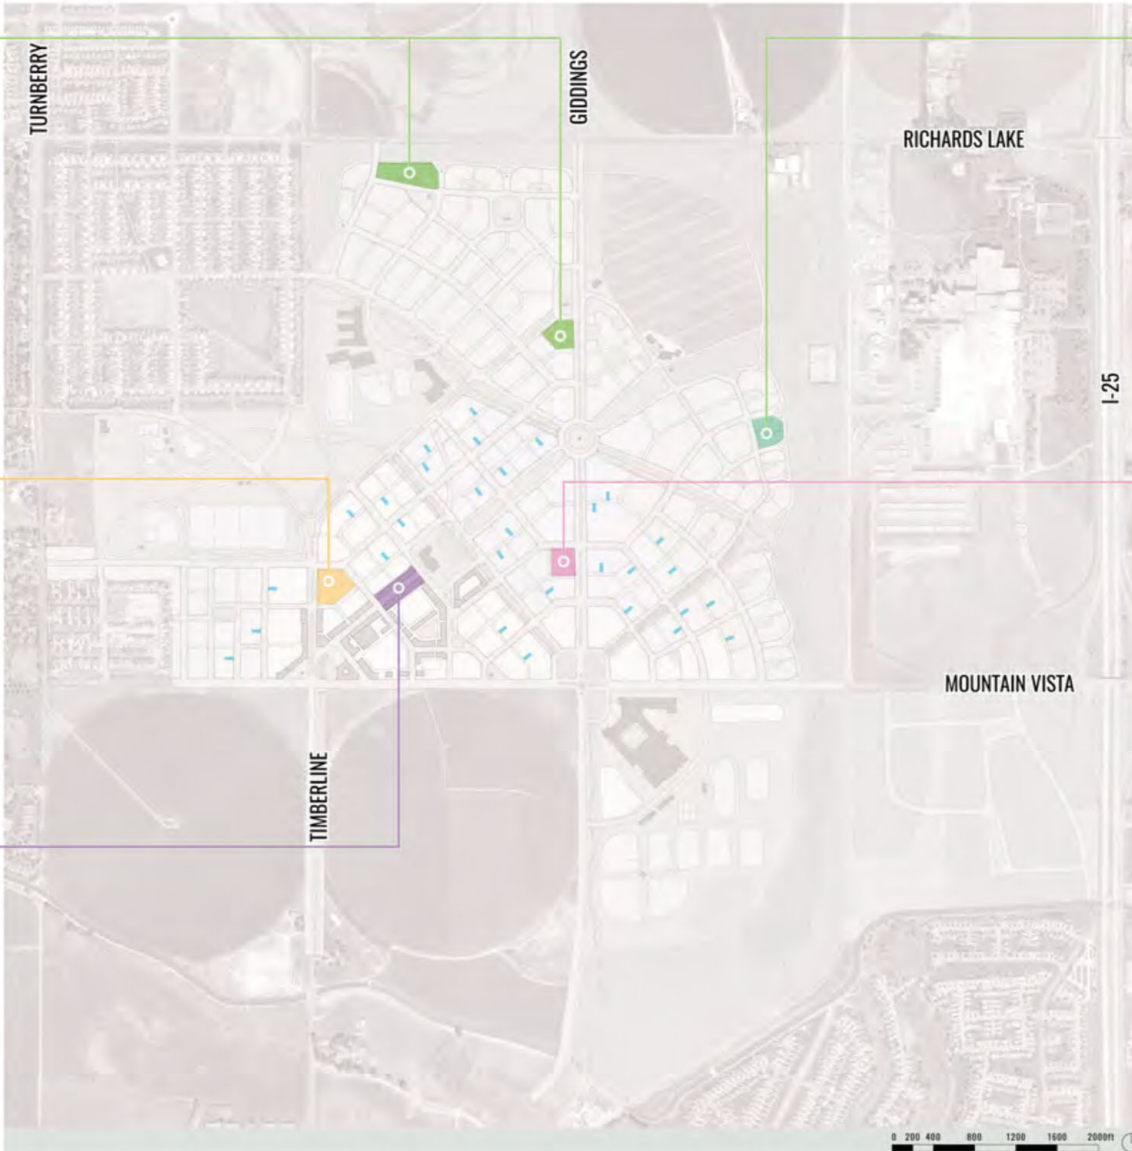 TURNBERRY
GIDDINGS
RICHARDS LAKE
I-25
MOUNTAIN VISTA
TIMBERLINE
0 200 400 800 1200 1600 2000ft